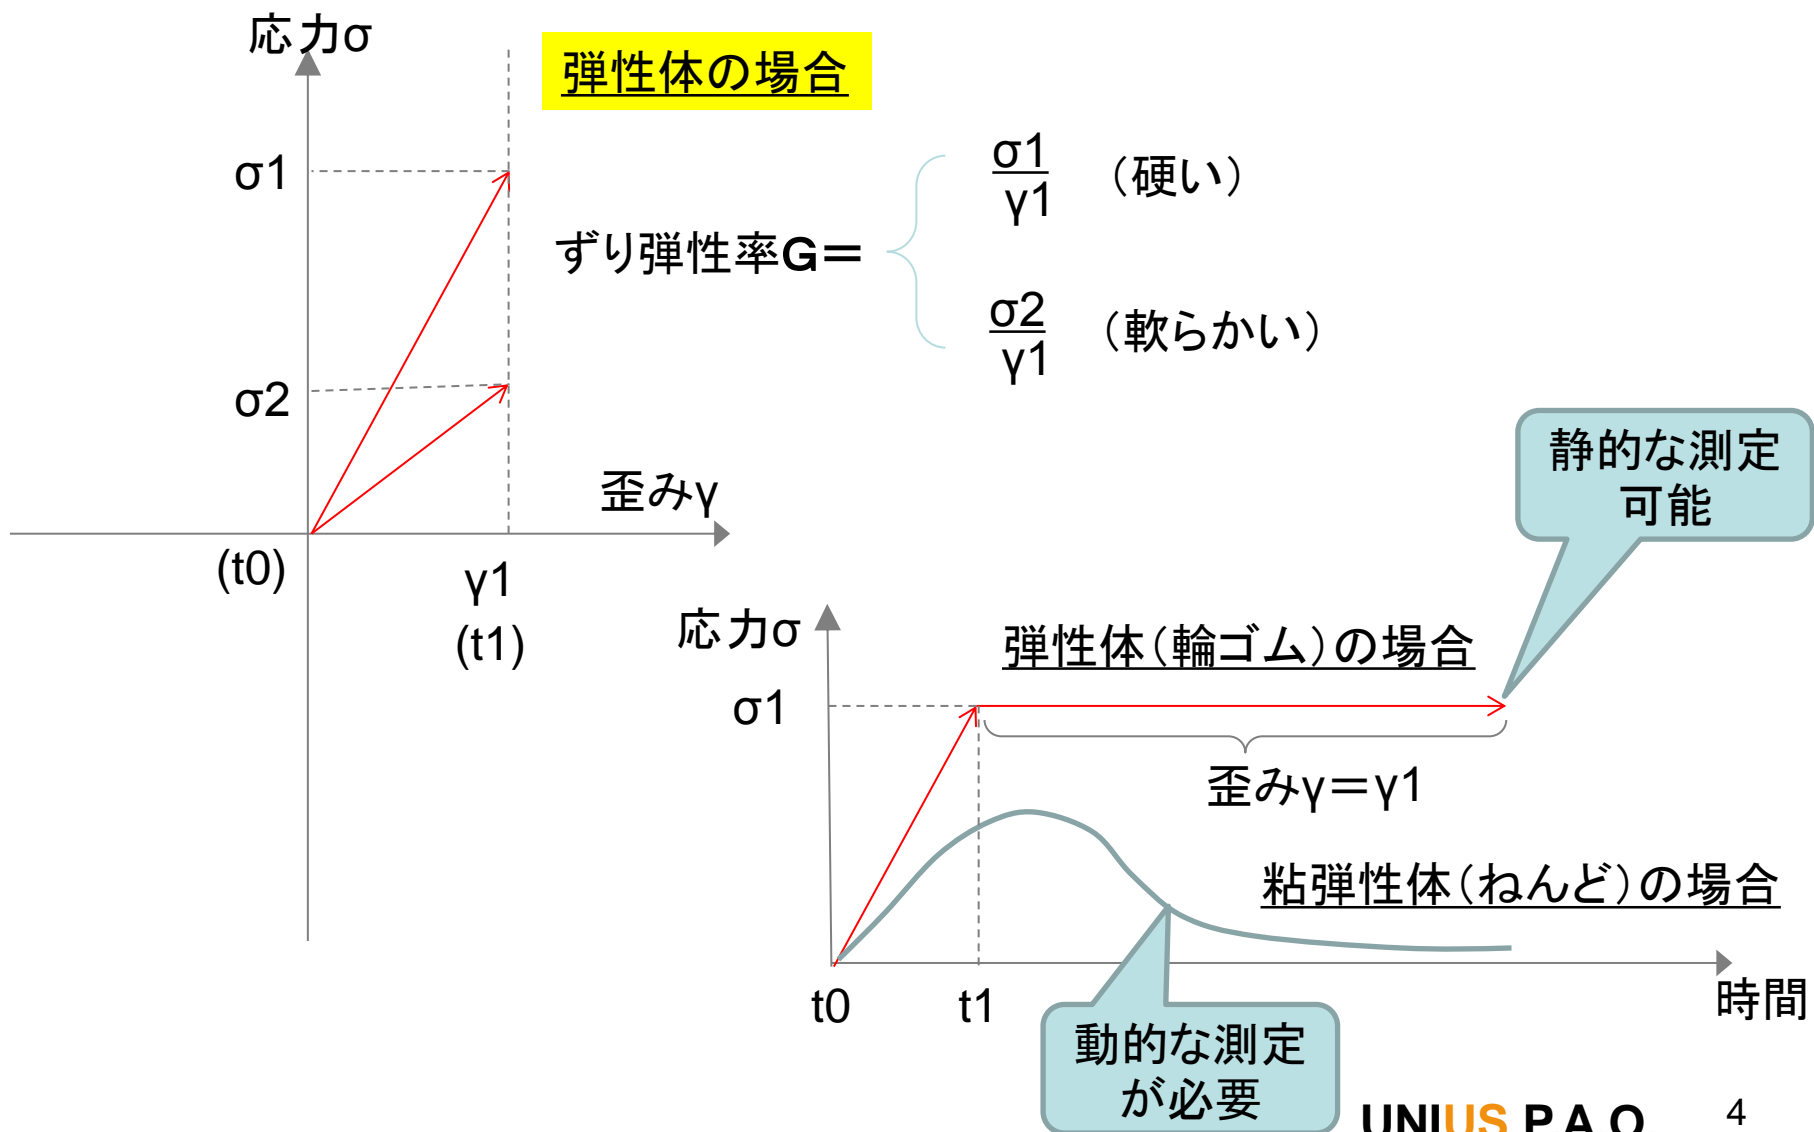 応力σ
弾性体の場合
σ1
σ2
ずり弾性率G＝
σ1
γ1
（硬い）
σ2
γ1
（軟らかい）
歪みγ
(t0)
γ1
(t1)
静的な測定
可能
応力σ
弾性体（輪ゴム）の場合
σ1
歪みγ＝γ1
粘弾性体（ねんど）の場合
t0
t1
時間
動的な測定
が必要
UNIUS P.A.O.
4